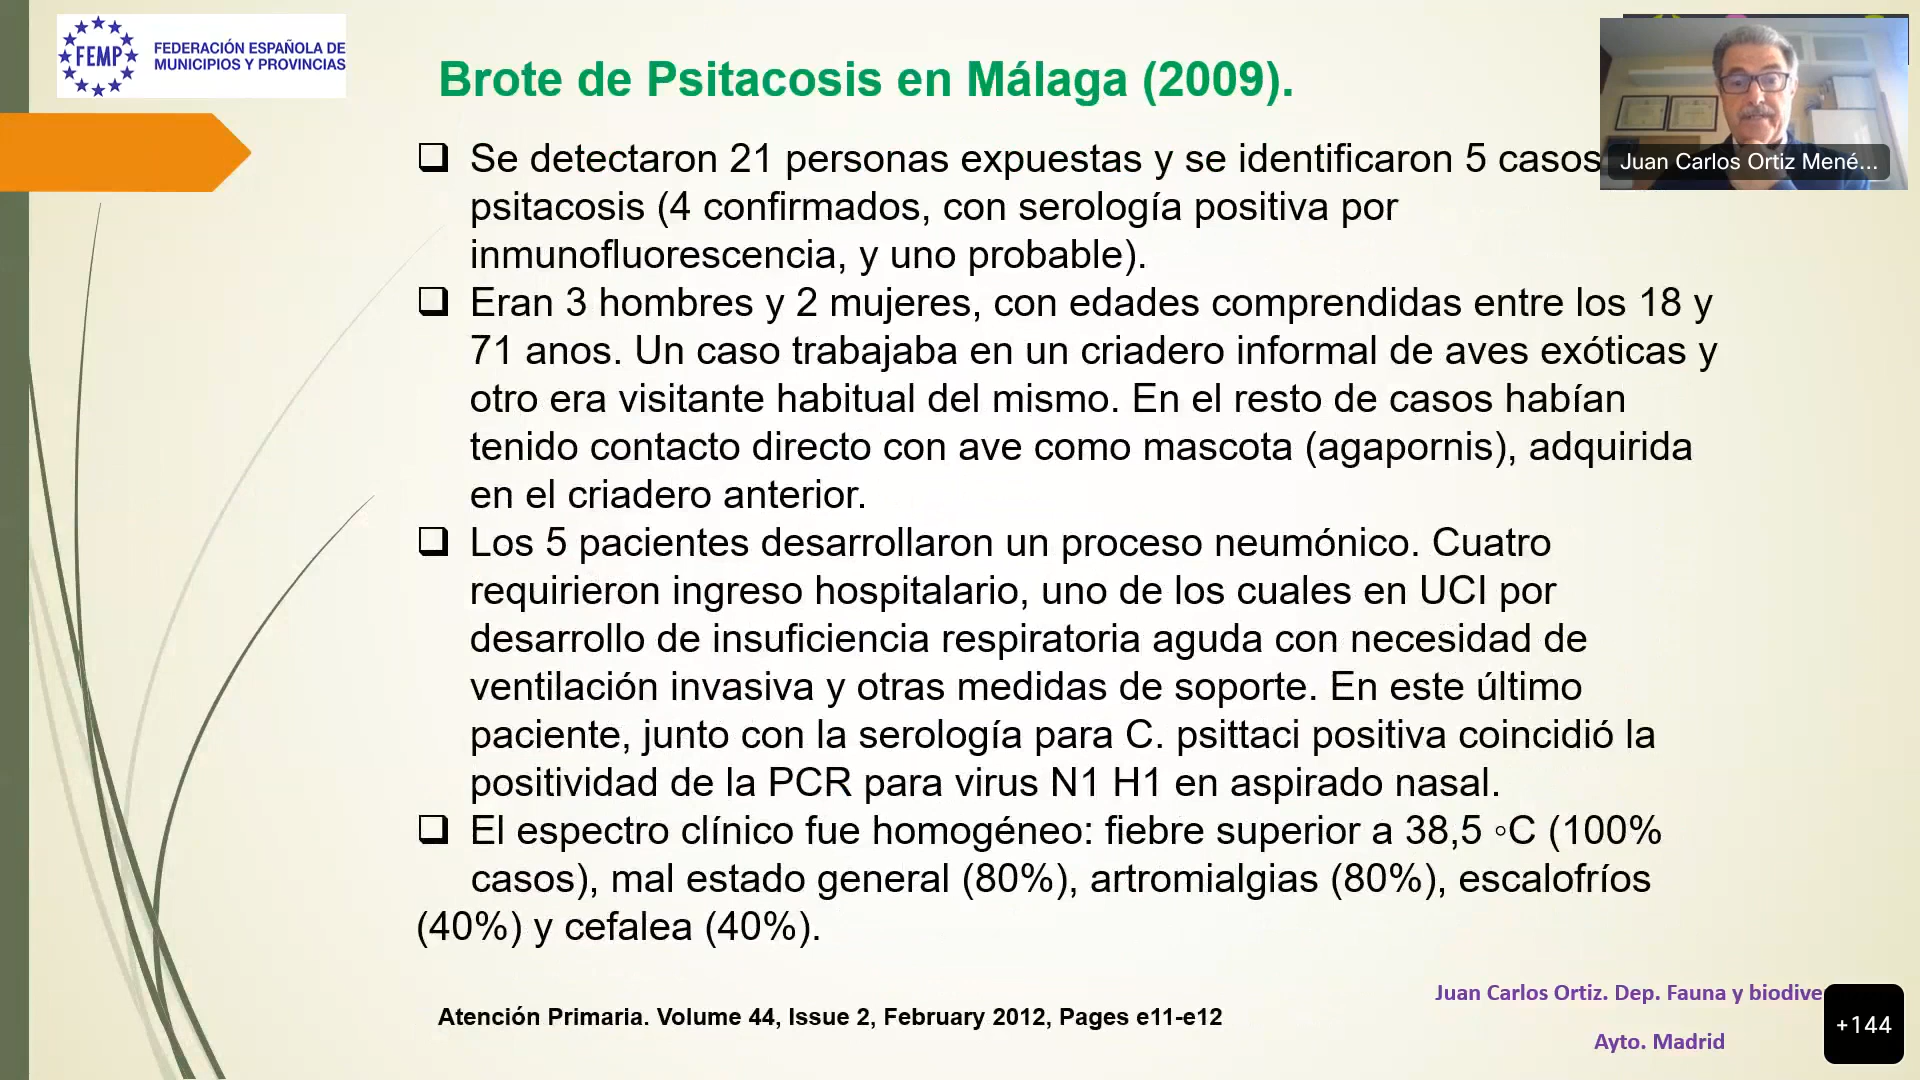 FEMP
FEDERACIÓN ESPAÑOLA DE
MUNICIPIOS Y PROVINCIAS
Brote de Psitacosis en Málaga (2009).
Juan Carlos Ortiz Mené...
❑ Se detectaron 21 personas expuestas y se identificaron 5 casos
psitacosis (4 confirmados, con serología positiva por
inmunofluorescencia, y uno probable).
❑ Eran 3 hombres y 2 mujeres, con edades comprendidas entre los 18 y
71 anos. Un caso trabajaba en un criadero informal de aves exóticas y
otro era visitante habitual del mismo. En el resto de casos habían
tenido contacto directo con ave como mascota (agapornis), adquirida
en el criadero anterior.
❑ Los 5 pacientes desarrollaron un proceso neumónico. Cuatro
requirieron ingreso hospitalario, uno de los cuales en UCI por
desarrollo de insuficiencia respiratoria aguda con necesidad de
ventilación invasiva y otras medidas de soporte. En este último
paciente, junto con la serología para C. psittaci positiva coincidió la
positividad de la PCR para virus N1 H1 en aspirado nasal.
❑ El espectro clínico fue homogéneo: fiebre superior a 38,5 ◦C (100%
casos), mal estado general (80%), artromialgias (80%), escalofríos
(40%) y cefalea (40%).
Atención Primaria. Volume 44, Issue 2, February 2012, Pages e11-e12
Juan Carlos Ortiz. Dep. Fauna y biodive
Ayto. Madrid
+144